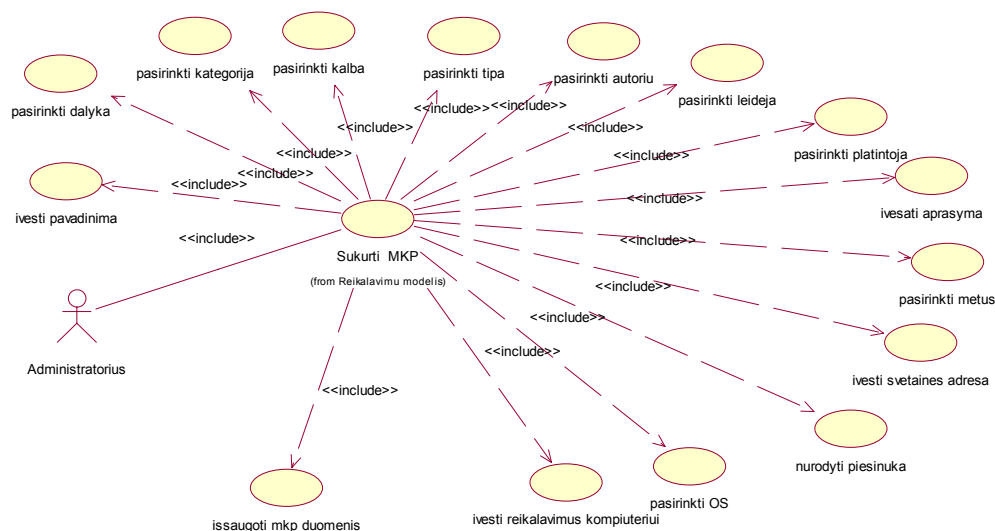 pasirinkti kategorija
pasirinkti kalba
pasirinkti tipa
pasirinkti autoriu
pasirinkti leideja
pasirinkti dalyka
<<include>>
<<include>>
<<include>>
<<include>>
<<include>>
pasirinkti platintoja
<<include>>
<<include>>
<<include>>
ivesti pavadinima
<<include>>
ivesati aprasyma
<<include>>
<<include>>
Sukurti MKP
(from Reikalavimu modelis)
pasirinkti metus
<<include>>
<<include>>
<<include>>
Administratorius
ivesti svetaines adresa
<<include>>
nurodyti piesinuka
issaugoti mkp duomenis
ivesti reikalavimus kompiuteriui
pasirinkti OS